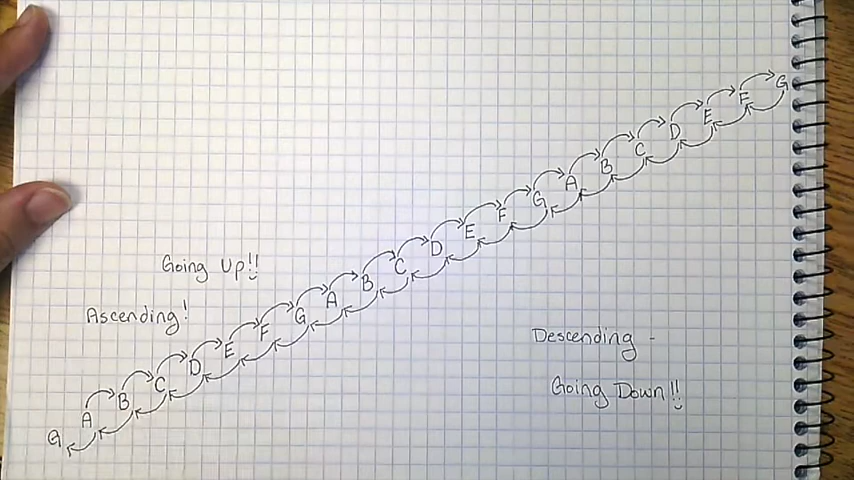 Going Up!!
Ascending!
G A B C D E F G A B C D E F G A B C D E F G
Descending -
Going Down!!